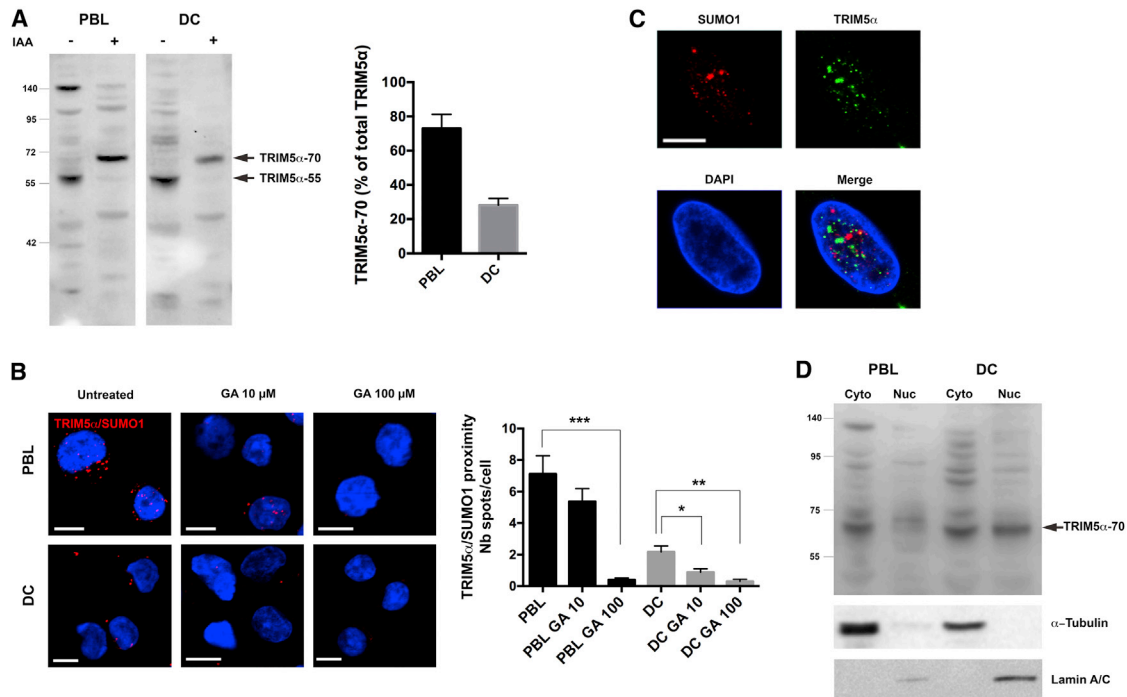 A
PBL DC
IAA - + - +
140
95
72
55
42
TRIM5α-70
TRIM5α-55
TRIM5α-70 (% of total TRIM5α)
100
80
60
40
20
0
PBL DC
B
Untreated GA 10 µM GA 100 µM
TRIM5α/SUMO1
PBL
DC
TRIM5α/SUMO1 proximity
Nb spots/cell
10
8
6
4
2
0
*** * **
PBL PBL GA 10 PBL GA 100 DC DC GA 10 DC GA 100
C
SUMO1 TRIM5α
DAPI Merge
D
PBL DC
Cyto Nuc Cyto Nuc
140
95
75
55
TRIM5α-70
α-Tubulin
Lamin A/C